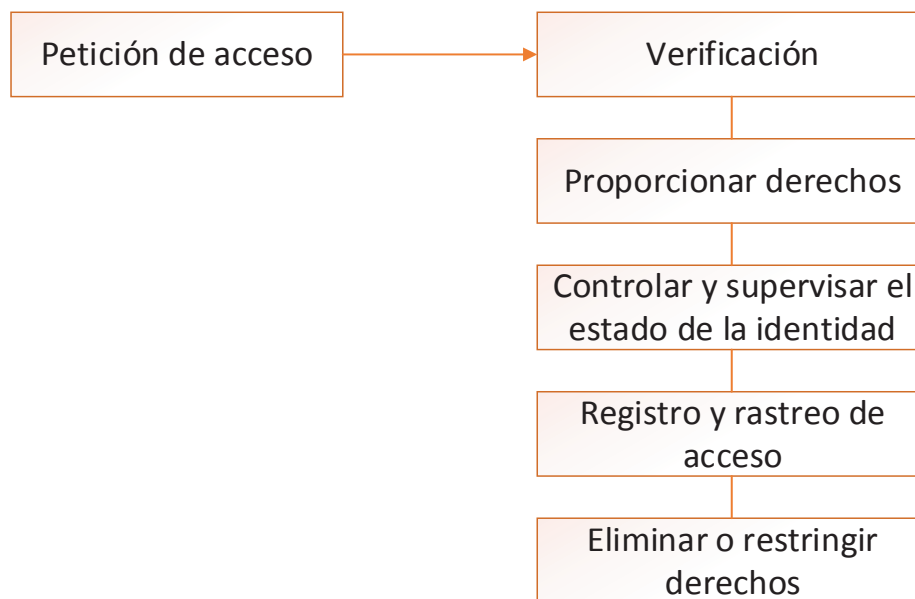 Petición de acceso
Verificación
Proporcionar derechos
Controlar y supervisar el
estado de la identidad
Registro y rastreo de
acceso
Eliminar o restringir
derechos